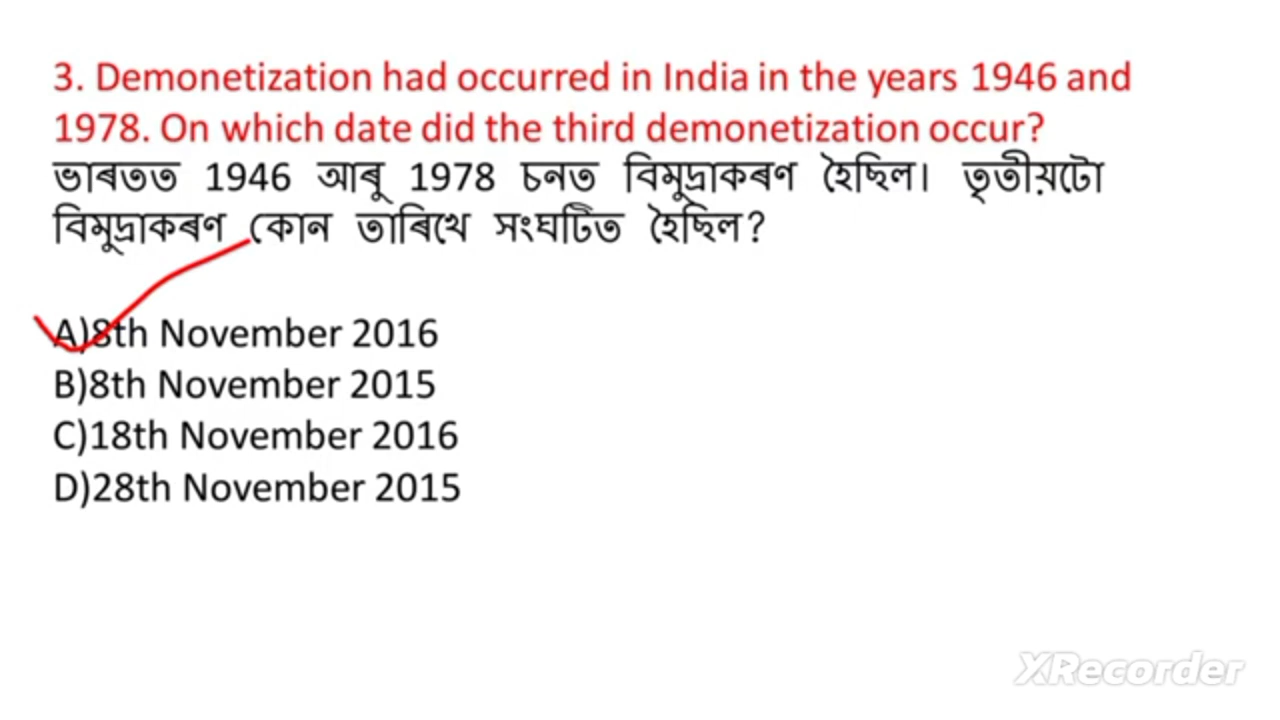 3. Demonetization had occurred in India in the years 1946 and
1978. On which date did the third demonetization occur?
ভাৰতত 1946 আৰু 1978 চনত বিমুদ্ৰাকৰণ হৈছিল। তৃতীয়টো
বিমুদ্ৰাকৰণ কোন তাৰিখে সংঘটিত হৈছিল?
A)8th November 2016
B)8th November 2015
C)18th November 2016
D)28th November 2015
XRecorder